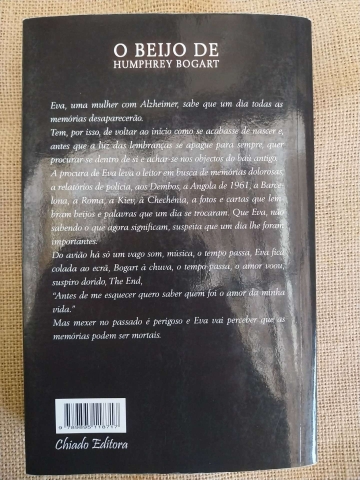 O BEIJO DE
HUMPHREY BOGART
Eva, uma mulher com Alzheimer, sabe que um dia todas as
memórias desaparecerão.
Tem, por isso, de voltar ao início como se acabasse de nascer e,
antes que a luz das lembranças se apague para sempre, quer
procurar-se dentro de si e achar-se nos objectos do baú antigo.
A procura de Eva leva o leitor em busca de memórias dolorosas,
a relatórios de polícia, aos Dembos, a Angola de 1961, a Barce-
lona, a Roma, a Kiev, à Chechénia, a fotos e cartas que lem-
bram beijos e palavras que um dia se trocaram. Que Eva, não
sabendo o que agora significam, suspeita que um dia lhe foram
importantes.
Do avião há só um vago som, música, o tempo passa, Eva fica
colada ao ecrã, Bogart à chuva, o tempo passa, o amor voou,
suspiro dorido, The End,
"Antes de me esquecer quero saber quem foi o amor da minha
vida."
Mas mexer no passado é perigoso e Eva vai perceber que as
memórias podem ser mortais.
Chiado Editora